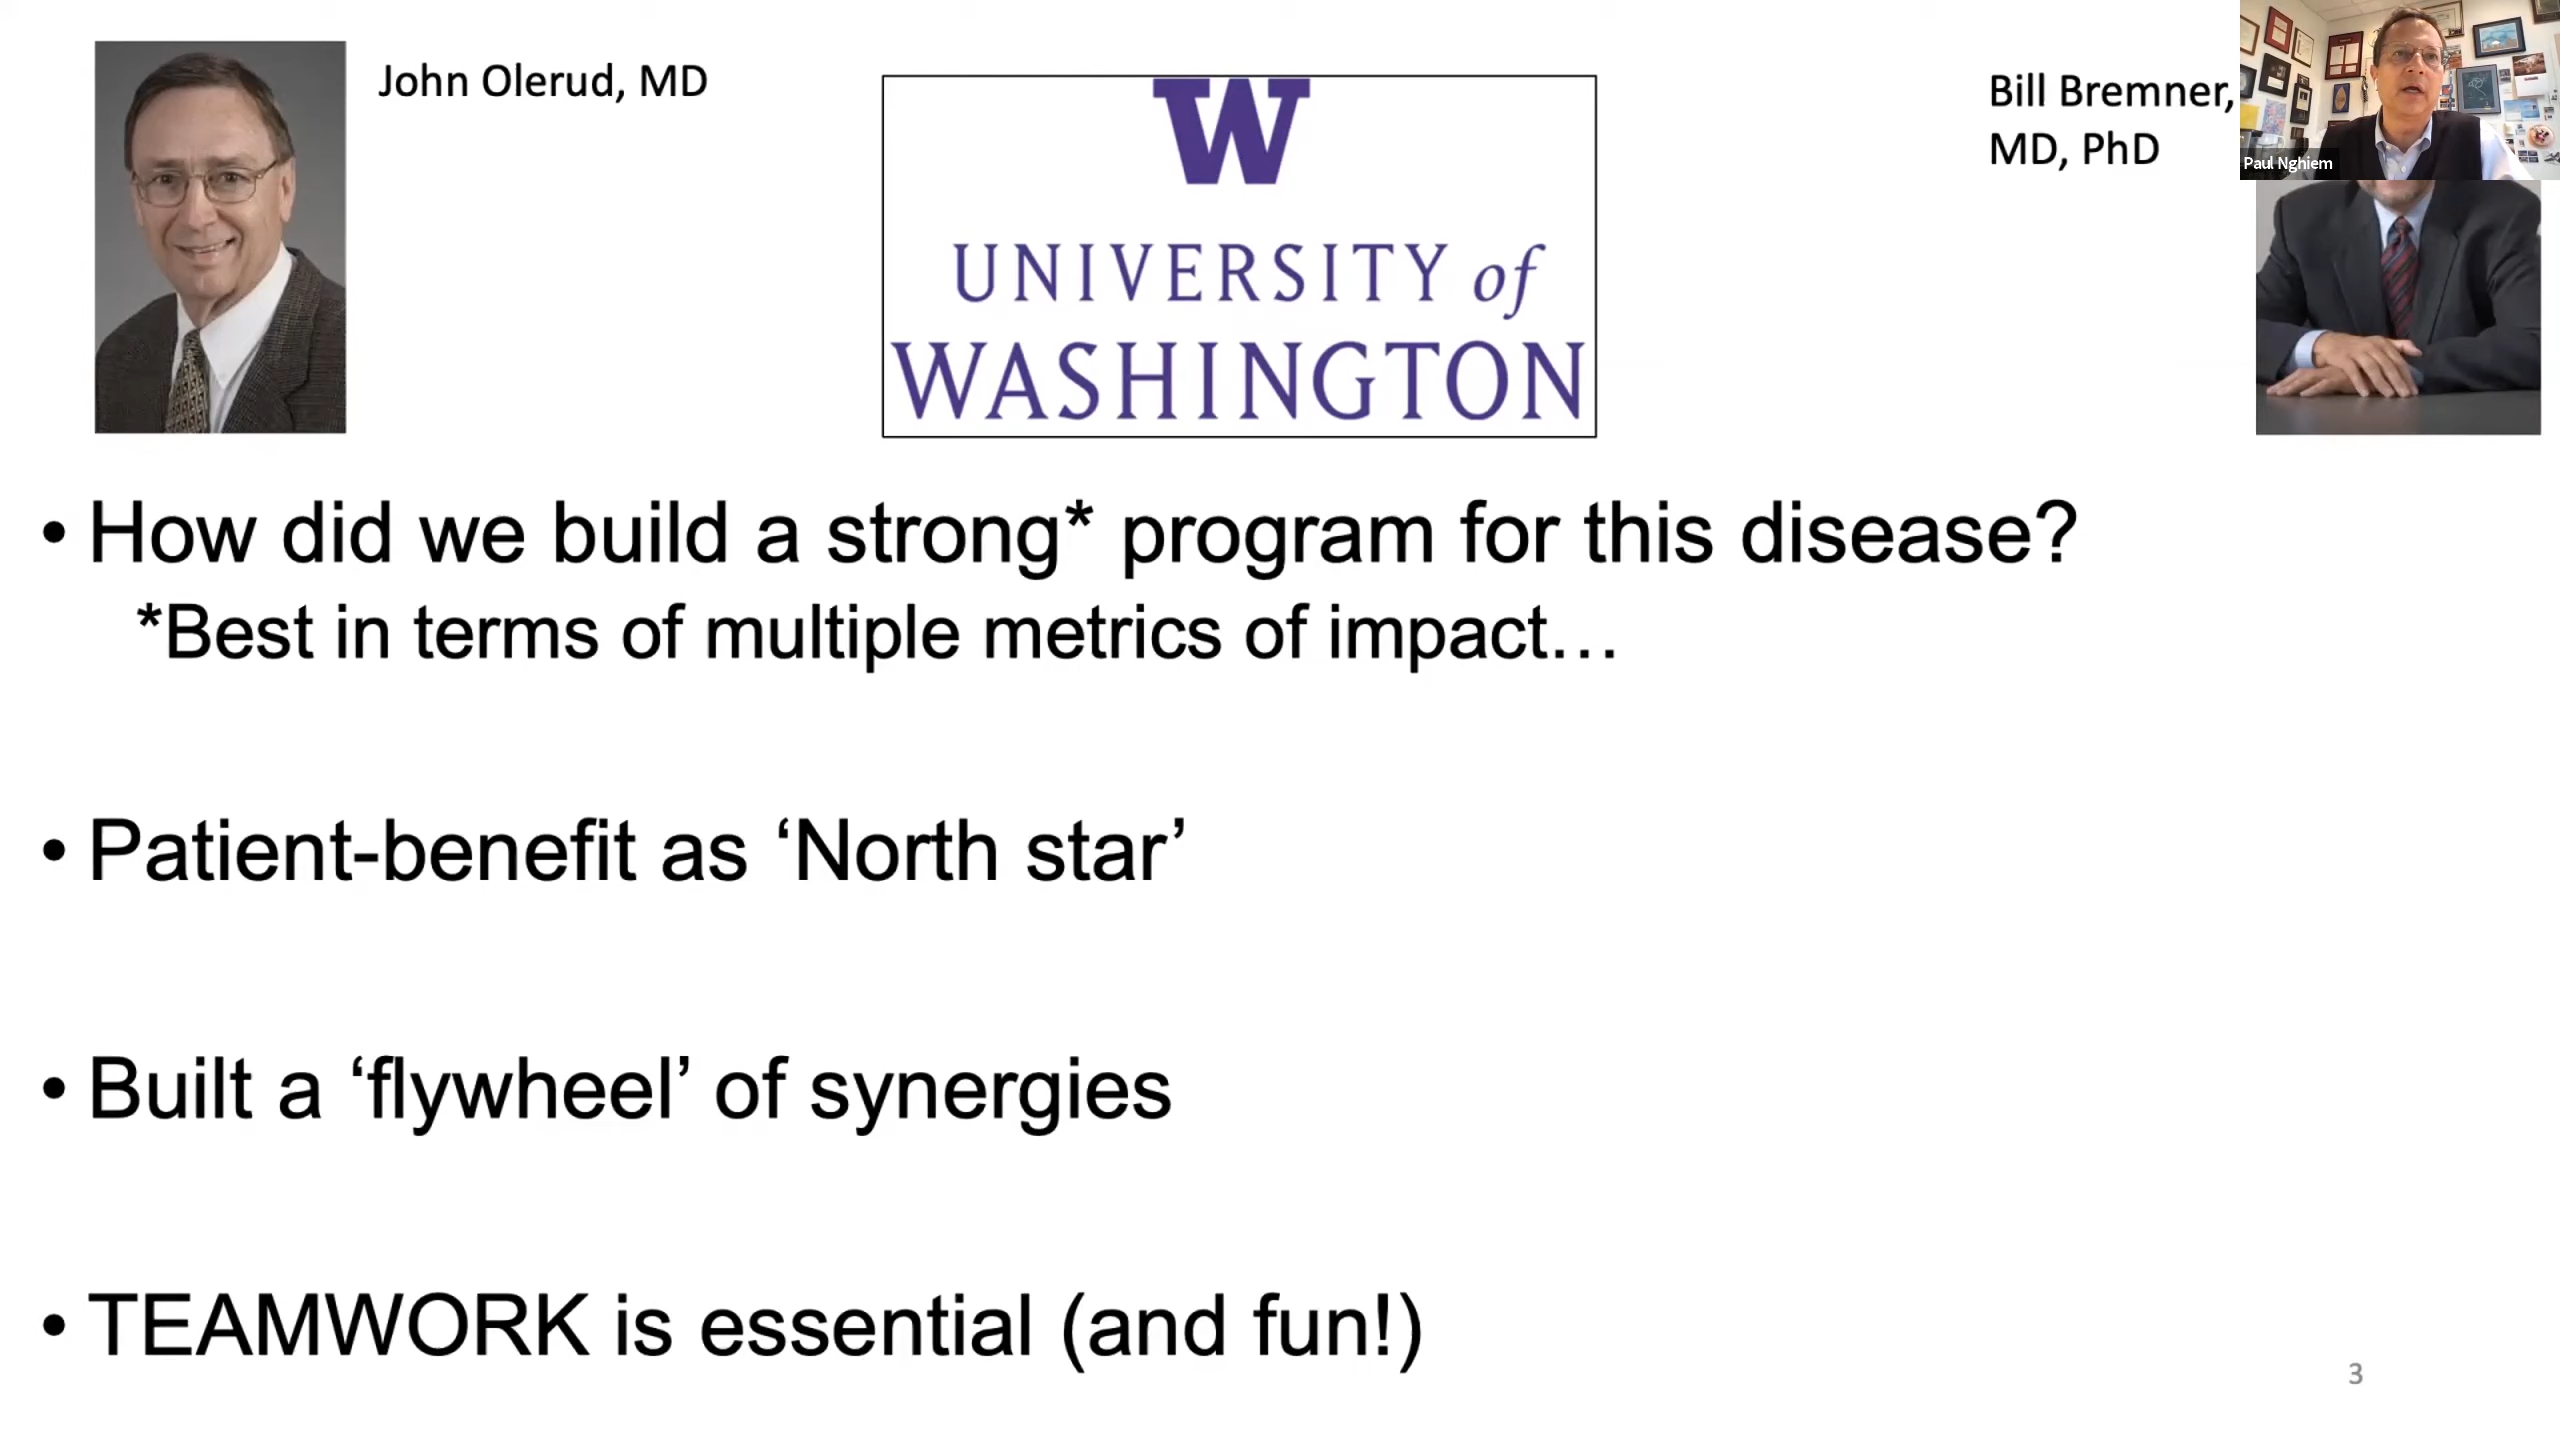 John Olerud, MD
W
UNIVERSITY of
WASHINGTON
Bill Bremner,
MD, PhD
Paul Nghiem
• How did we build a strong* program for this disease?
*Best in terms of multiple metrics of impact…
• Patient-benefit as ‘North star’
• Built a ‘flywheel’ of synergies
• TEAMWORK is essential (and fun!)
3